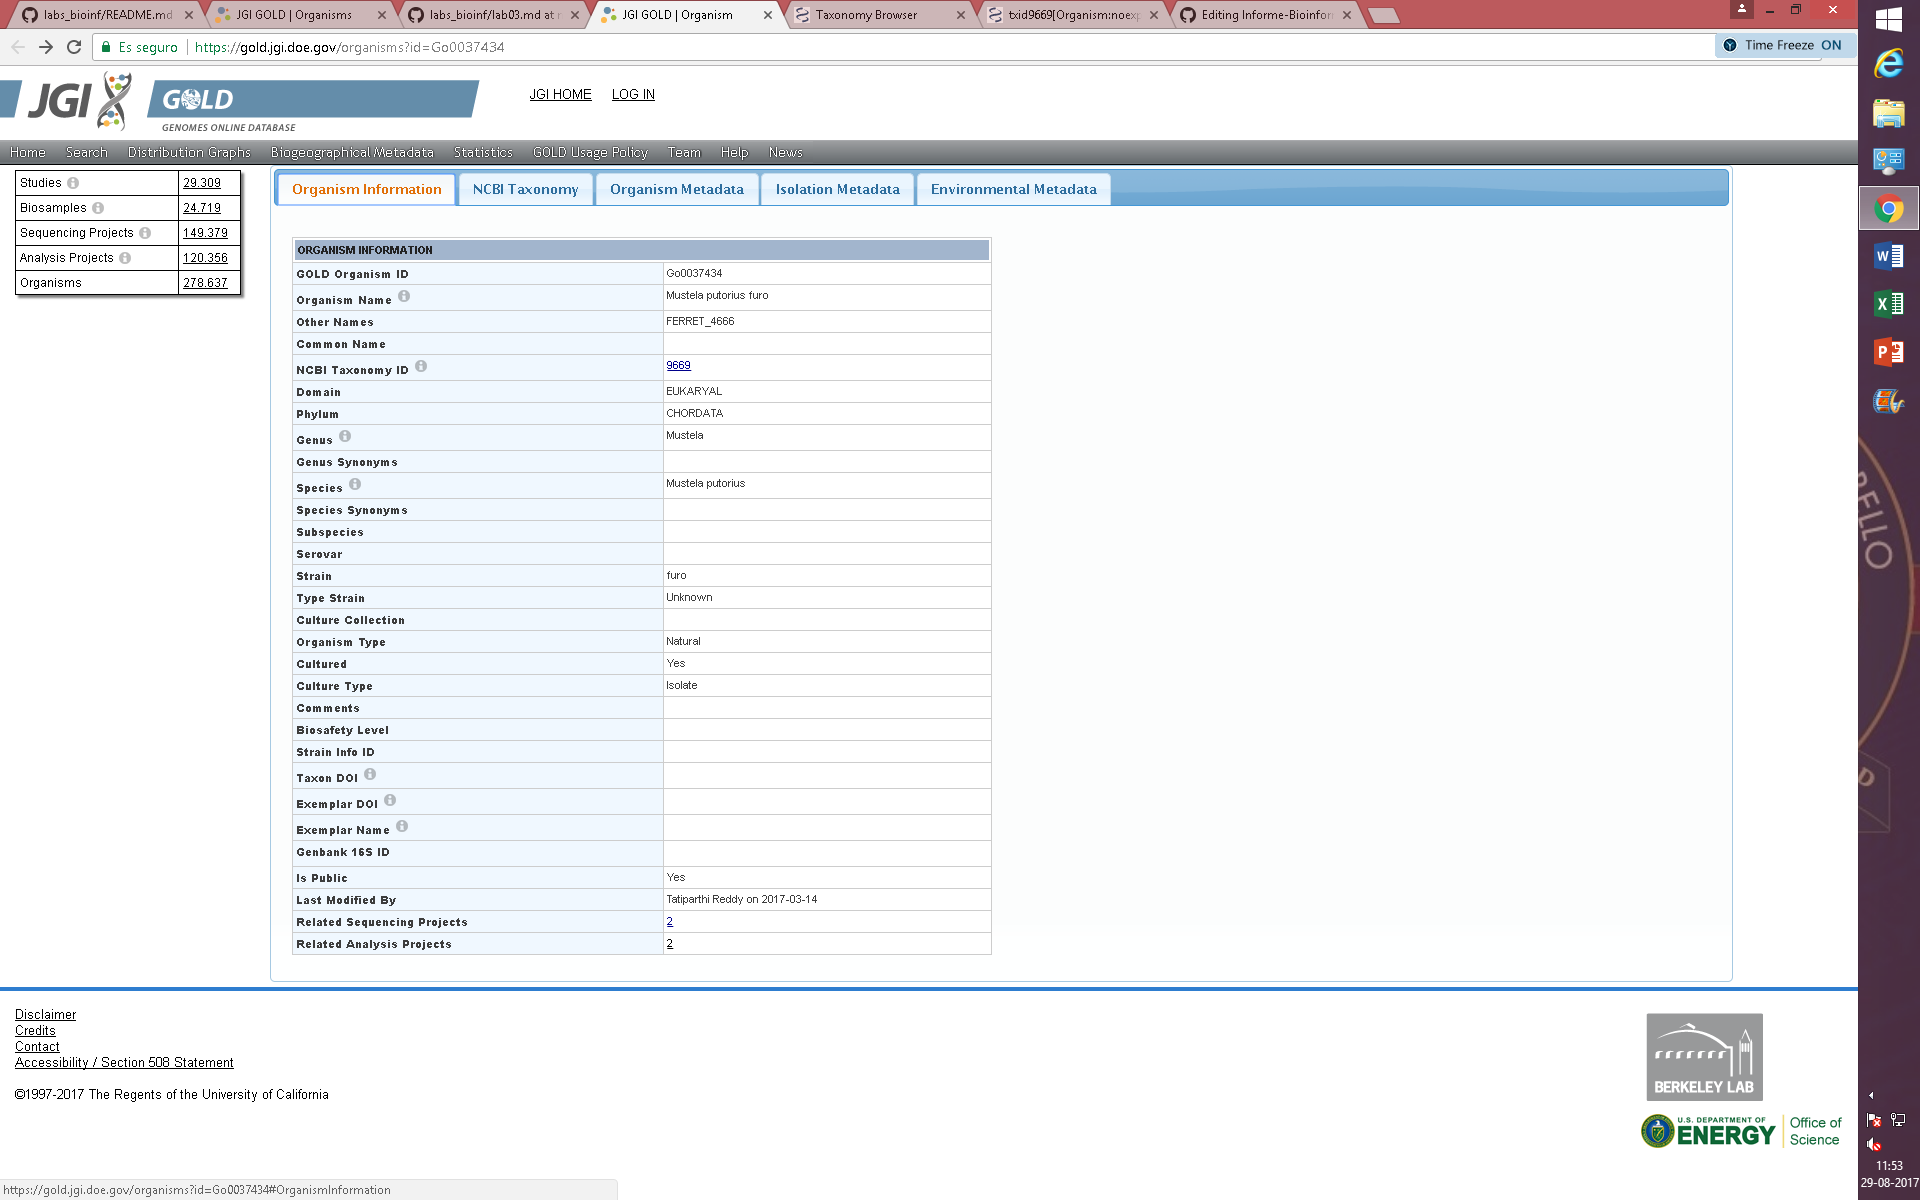 labs_bioinf/README.md
JGI GOLD | Organisms
labs_bioinf/lab03.md at
JGI GOLD | Organism
Taxonomy Browser
txid9669[Organism:noexp
Editing Informe-Bioinfor
Es seguro
https://gold.jgi.doe.gov/organisms?id=Go0037434
Time Freeze ON
JGI
GOLD
GENOMES ONLINE DATABASE
JGI HOME LOG IN
Home Search Distribution Graphs Biogeographical Metadata Statistics GOLD Usage Policy Team Help News
Studies 29.309
Biosamples 24.719
Sequencing Projects 149.379
Analysis Projects 120.356
Organisms 278.637
Organism Information NCBI Taxonomy Organism Metadata Isolation Metadata Environmental Metadata
ORGANISM INFORMATION
GOLD Organism ID Go0037434
Organism Name Mustela putorius furo
Other Names FERRET_4666
Common Name
NCBI Taxonomy ID 9669
Domain EUKARYAL
Phylum CHORDATA
Genus Mustela
Genus Synonyms
Species Mustela putorius
Species Synonyms
Subspecies
Serovar
Strain furo
Type Strain Unknown
Culture Collection
Organism Type Natural
Cultured Yes
Culture Type Isolate
Comments
Biosafety Level
Strain Info ID
Taxon DOI
Exemplar DOI
Exemplar Name
Genbank 16S ID
Is Public Yes
Last Modified By Tatiparthi Reddy on 2017-03-14
Related Sequencing Projects 2
Related Analysis Projects 2
Disclaimer
Credits
Contact
Accessibility / Section 508 Statement
©1997-2017 The Regents of the University of California
BERKELEY LAB
U.S. DEPARTMENT OF
ENERGY
Office of
Science
https://gold.jgi.doe.gov/organisms?id=Go0037434#OrganismInformation
ELLO
D
11:53
29-08-2017